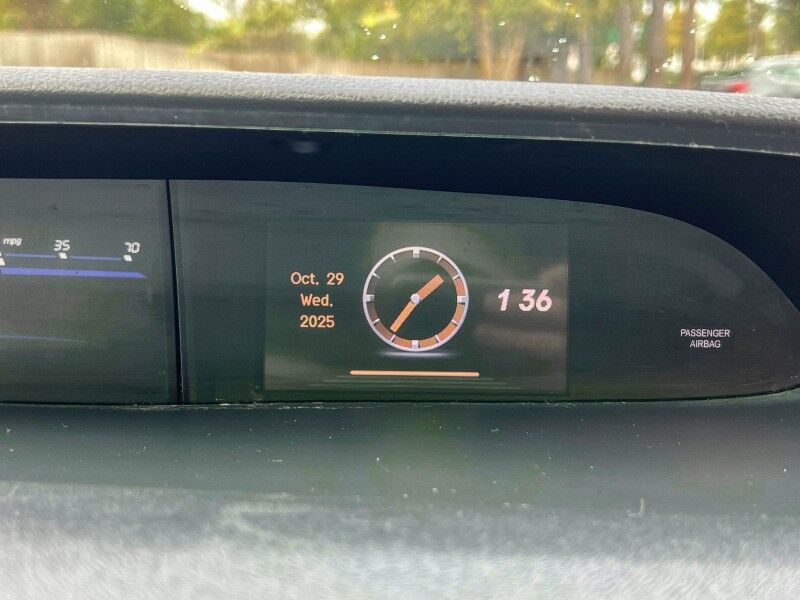 mpg 35 70
Oct. 29
Wed.
2025
1 36
PASSENGER
AIRBAG